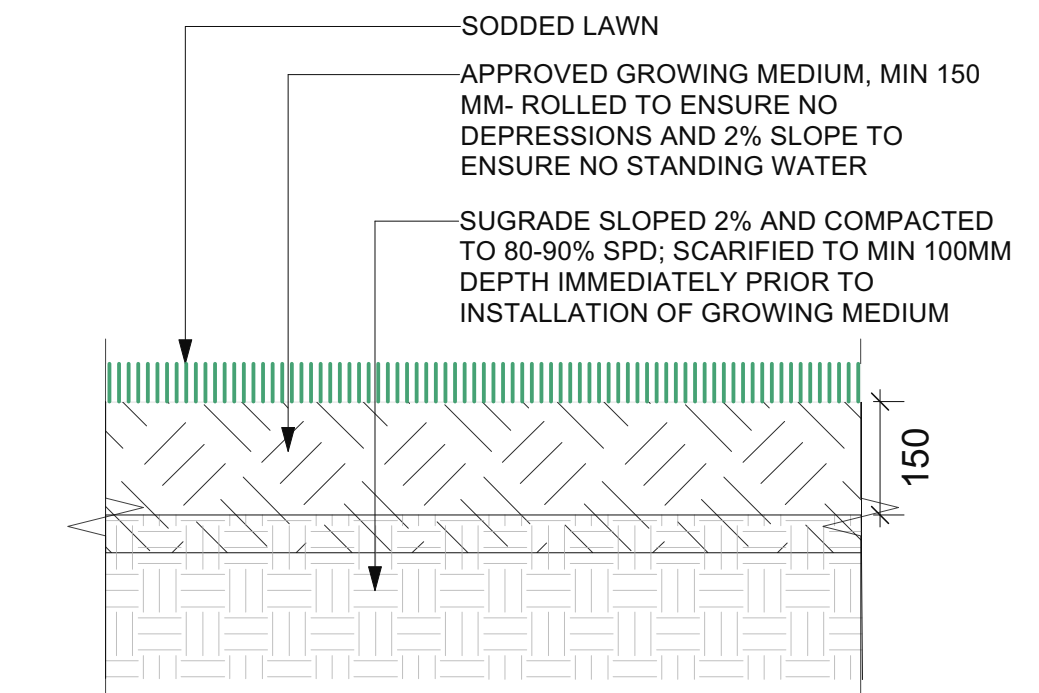 SODDED LAWN
APPROVED GROWING MEDIUM, MIN 150
MM- ROLLED TO ENSURE NO
DEPRESSIONS AND 2% SLOPE TO
ENSURE NO STANDING WATER
SUGRADE SLOPED 2% AND COMPACTED
TO 80-90% SPD; SCARIFIED TO MIN 100MM
DEPTH IMMEDIATELY PRIOR TO
INSTALLATION OF GROWING MEDIUM
150